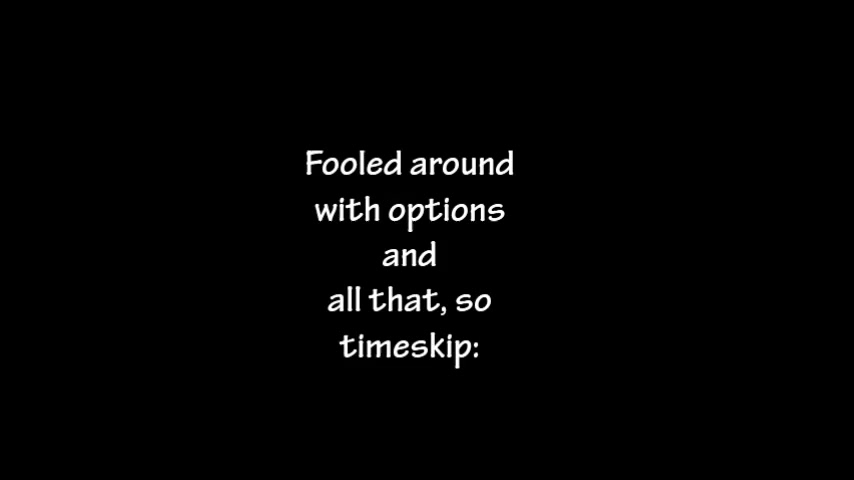 Fooled around
with options
and
all that, so
timeskip: